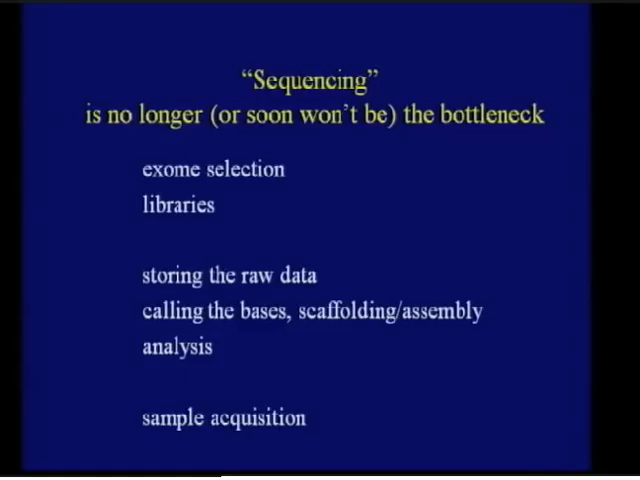 “Sequencing”
is no longer (or soon won’t be) the bottleneck
exome selection
libraries
storing the raw data
calling the bases, scaffolding/assembly
analysis
sample acquisition